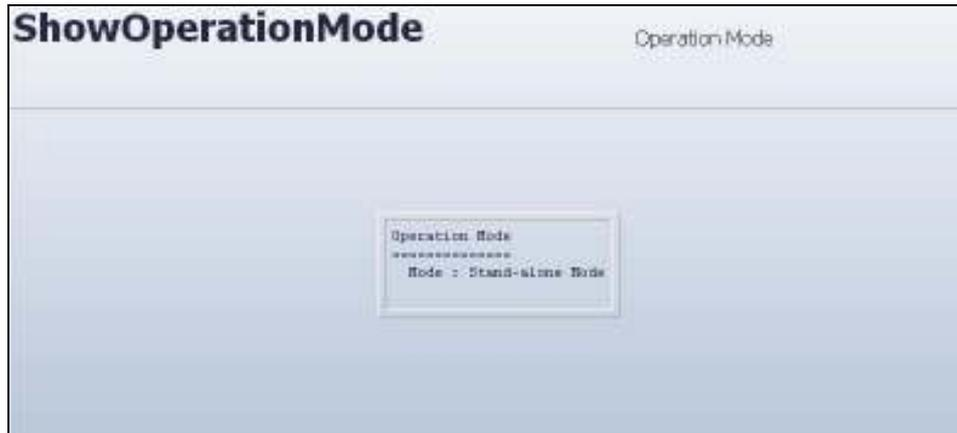 ShowOperationMode
Operation Mode
Operation Mode
==============
Mode : Stand-alone Mode